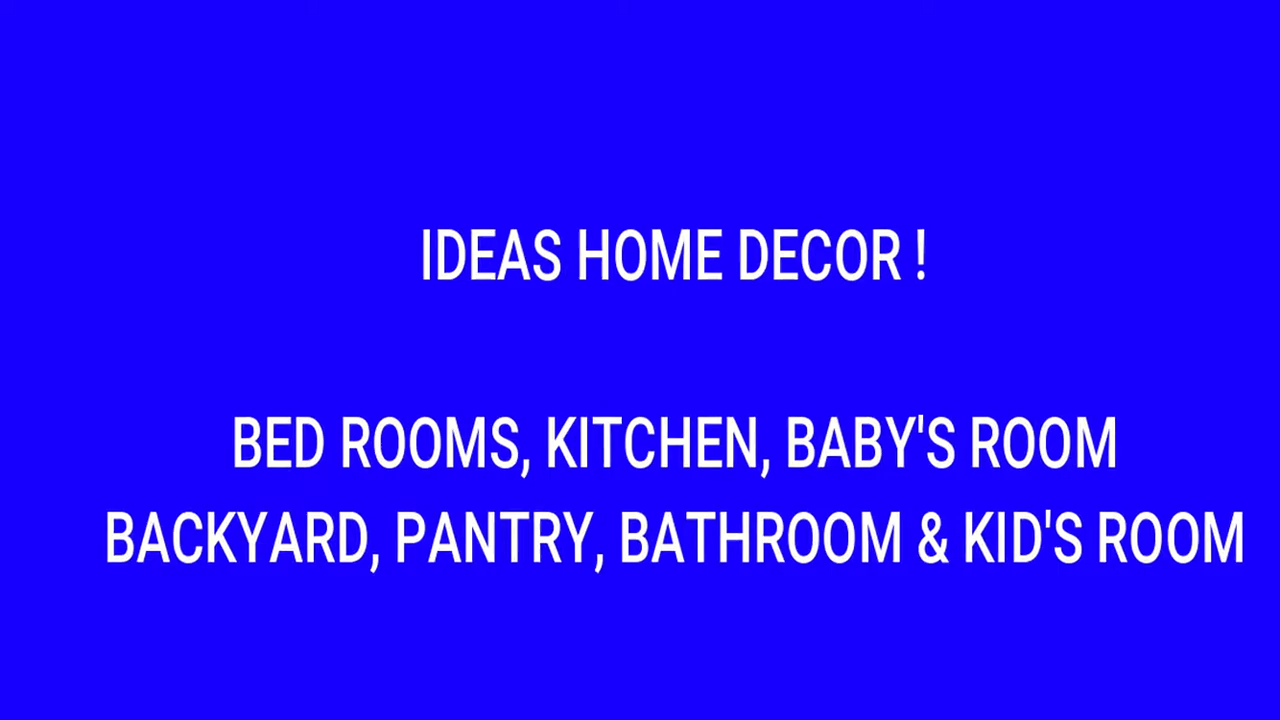 IDEAS HOME DECOR !
BED ROOMS, KITCHEN, BABY'S ROOM
BACKYARD, PANTRY, BATHROOM & KID'S ROOM